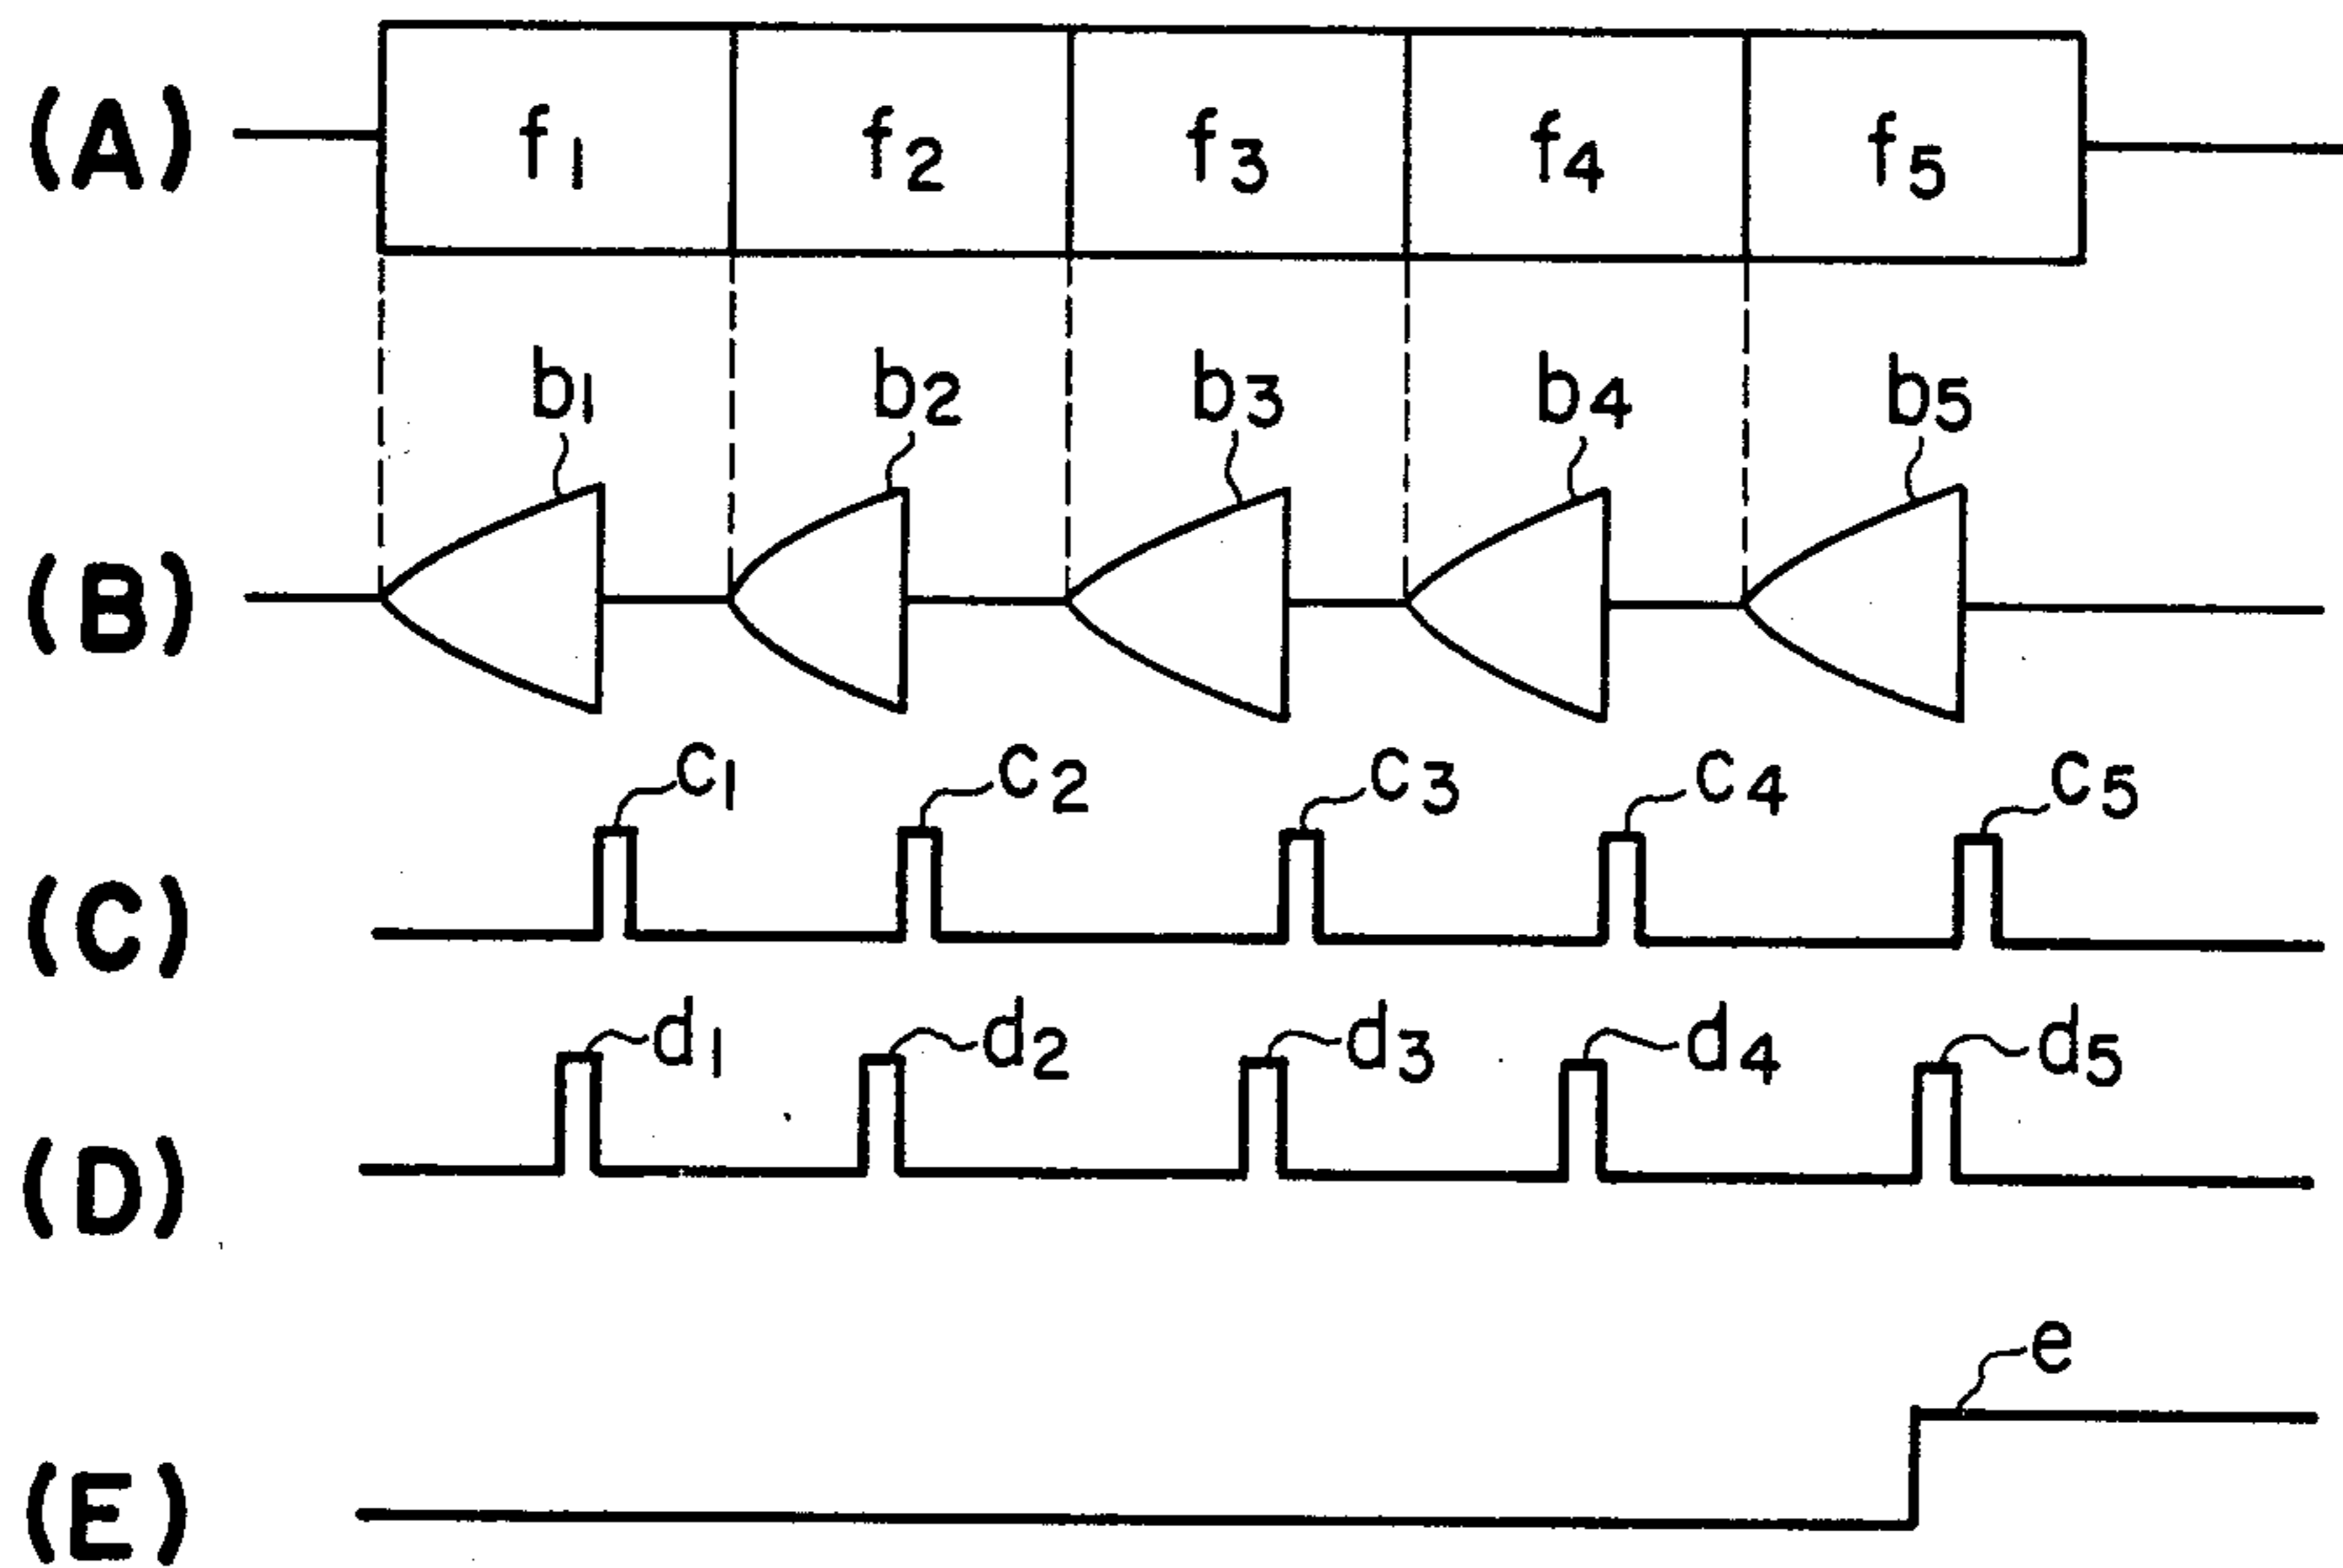 (A) f1 f2 f3 f4 f5
b1 b2 b3 b4 b5
(B)
c1 c2 c3 c4 c5
(C)
d1 d2 d3 d4 d5
(D)
e
(E)